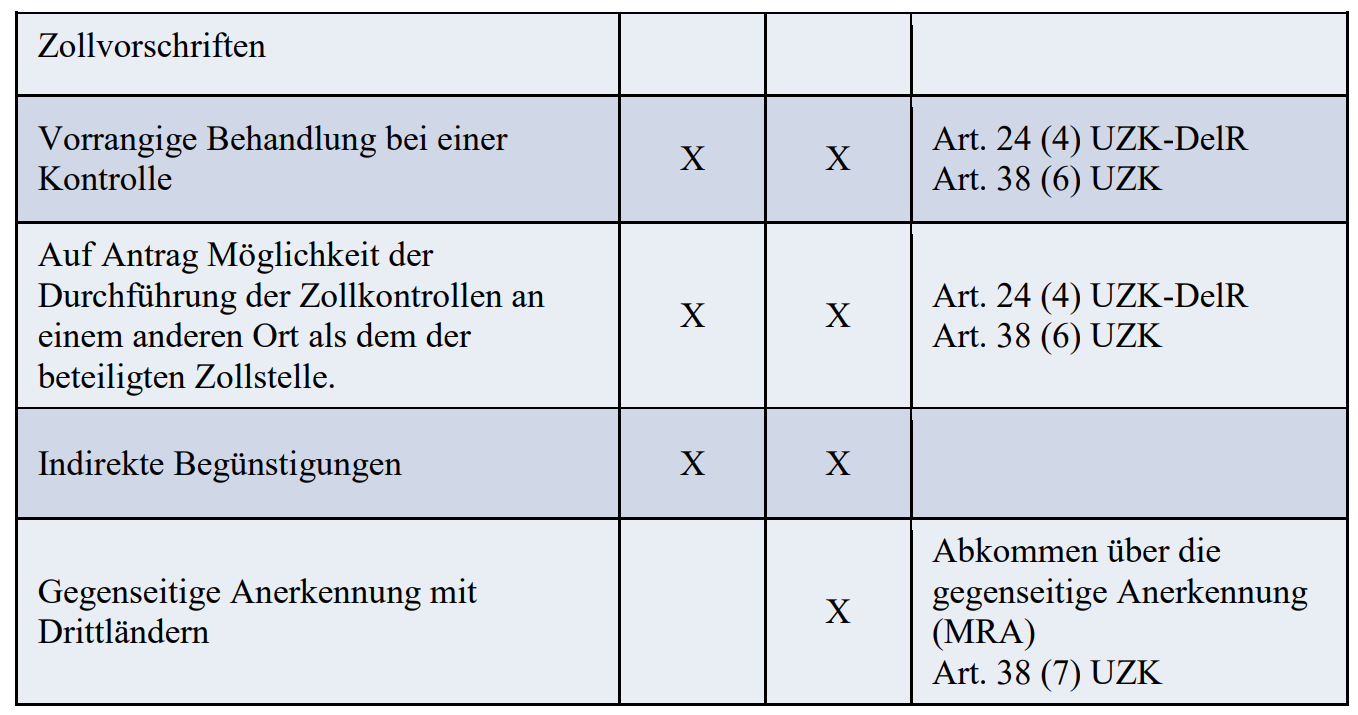 Zollvorschriften
Vorrangige Behandlung bei einer
Kontrolle
X
X
Art. 24 (4) UZK-DelR
Art. 38 (6) UZK
Auf Antrag Möglichkeit der
Durchführung der Zollkontrollen an
einem anderen Ort als dem der
beteiligten Zollstelle.
X
X
Art. 24 (4) UZK-DelR
Art. 38 (6) UZK
Indirekte Begünstigungen
X
X
Gegenseitige Anerkennung mit
Drittländern
X
Abkommen über die
gegenseitige Anerkennung
(MRA)
Art. 38 (7) UZK